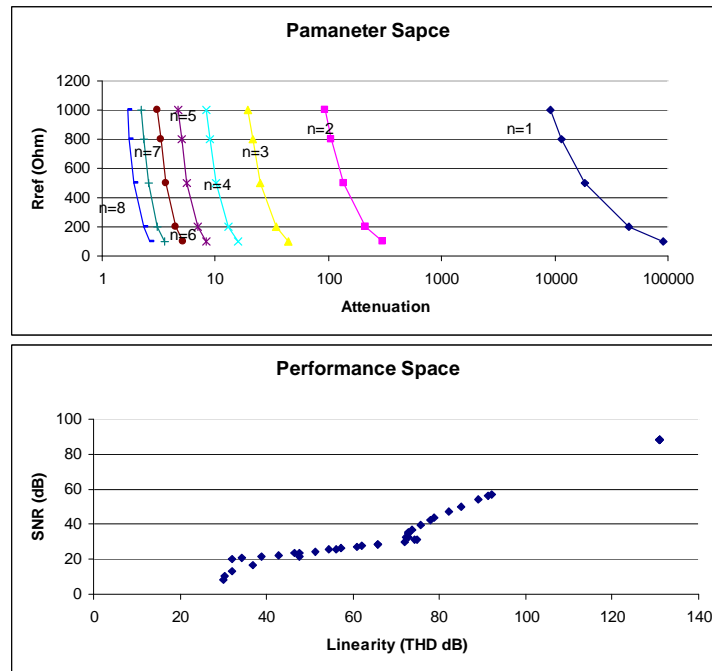 Pamaneter Sapce
1200
1000
800
600
400
200
0
Rref (Ohm)
n=8
n=7
n=6
n=5
n=4
n=3
n=2
n=1
1
10
100
1000
10000
100000
Attenuation
Performance Space
100
80
60
40
20
0
SNR (dB)
0
20
40
60
80
100
120
140
Linearity (THD dB)